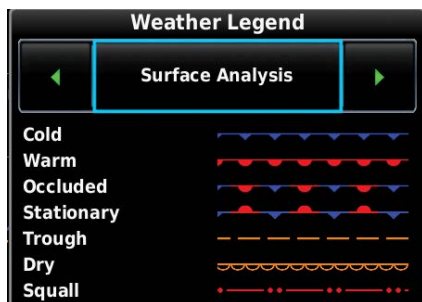 Weather Legend
Surface Analysis
Cold
Warm
Occluded
Stationary
Trough
Dry
Squall